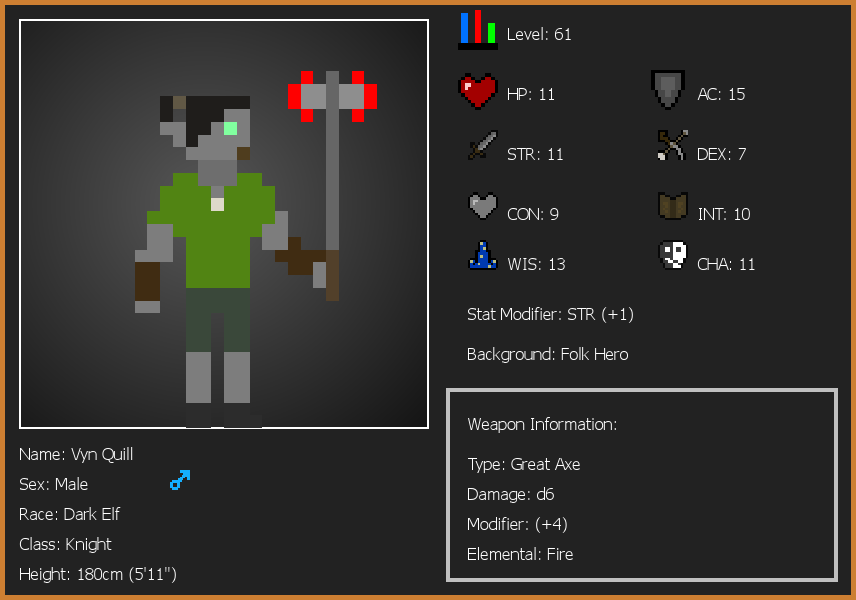 Level: 61
HP: 11
AC: 15
STR: 11
DEX: 7
CON: 9
INT: 10
WIS: 13
CHA: 11
Stat Modifier: STR (+1)
Background: Folk Hero
Weapon Information:
Type: Great Axe
Damage: d6
Modifier: (+4)
Elemental: Fire
Name: Vyn Quill
Sex: Male
Race: Dark Elf
Class: Knight
Height: 180cm (5'11")